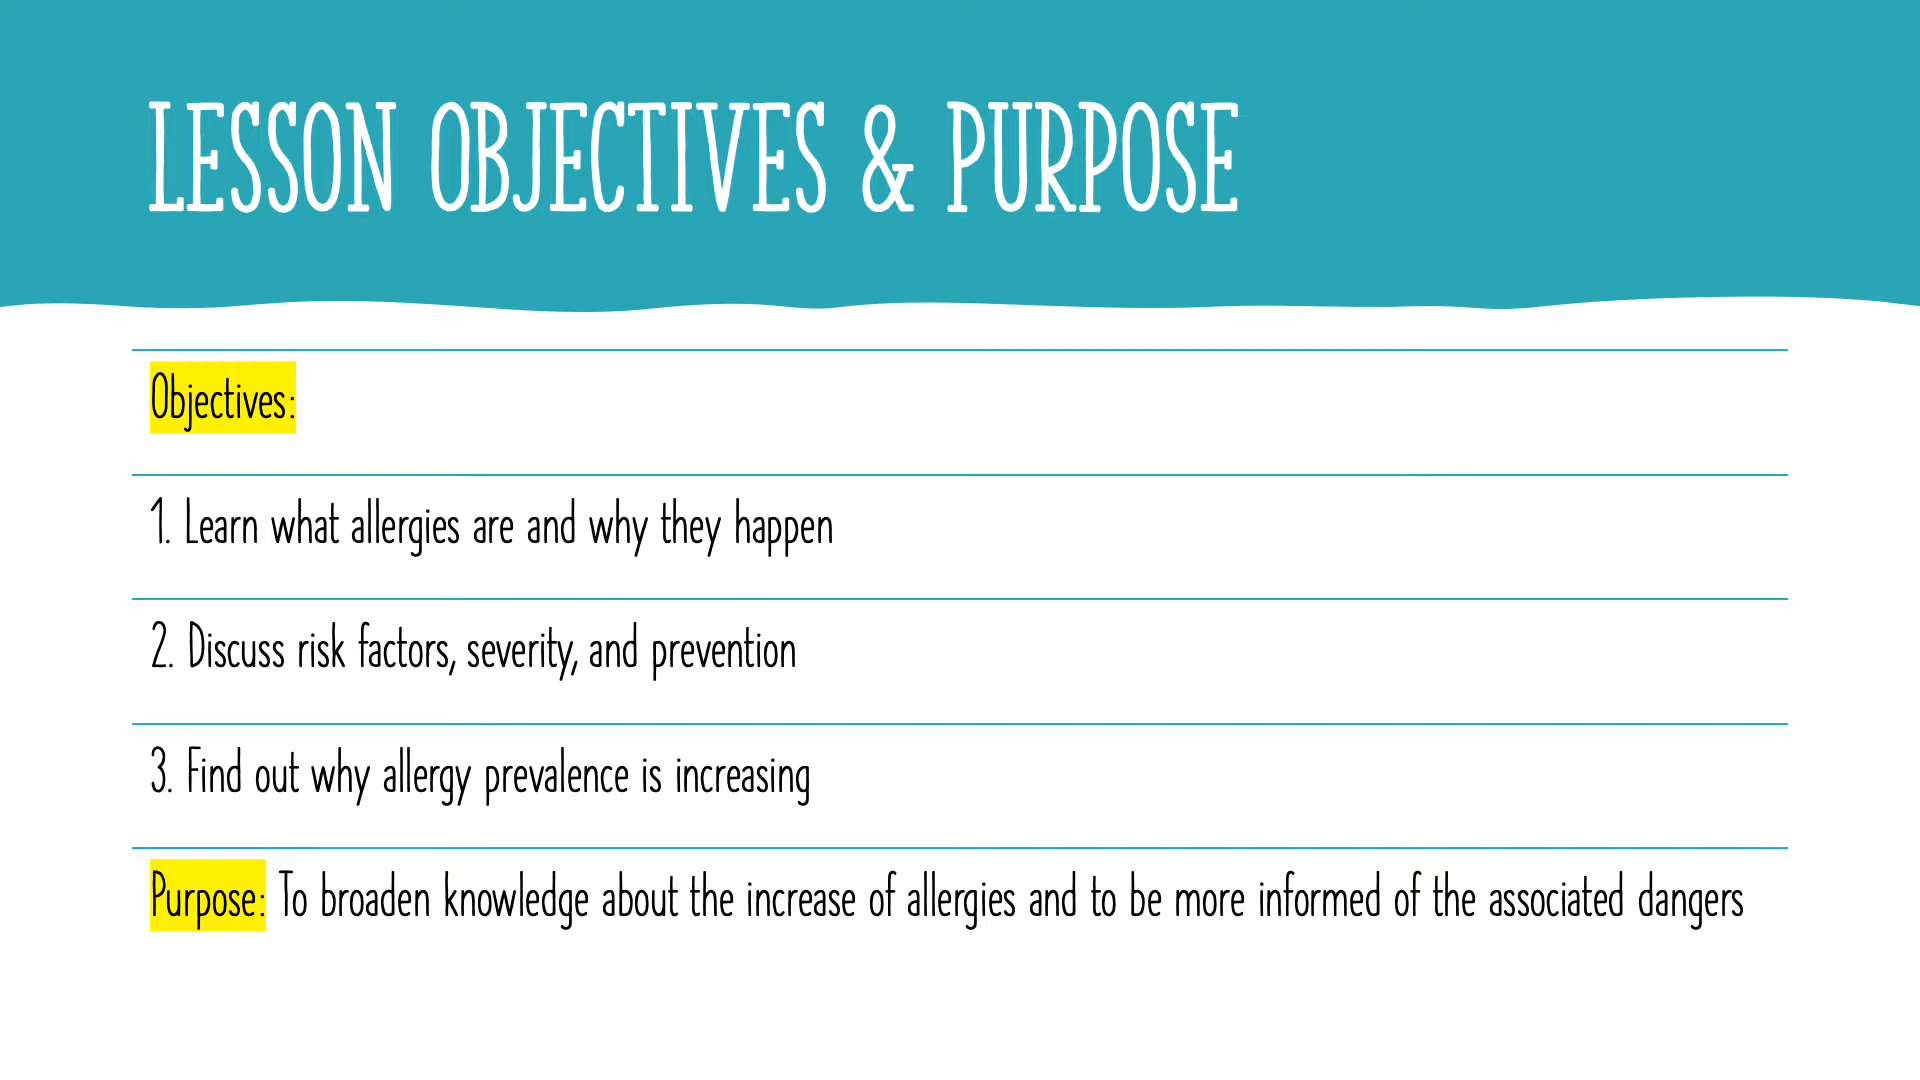 LESSON OBJECTIVES & PURPOSE
Objectives:
1. Learn what allergies are and why they happen
2. Discuss risk factors, severity, and prevention
3. Find out why allergy prevalence is increasing
Purpose: To broaden knowledge about the increase of allergies and to be more informed of the associated dangers